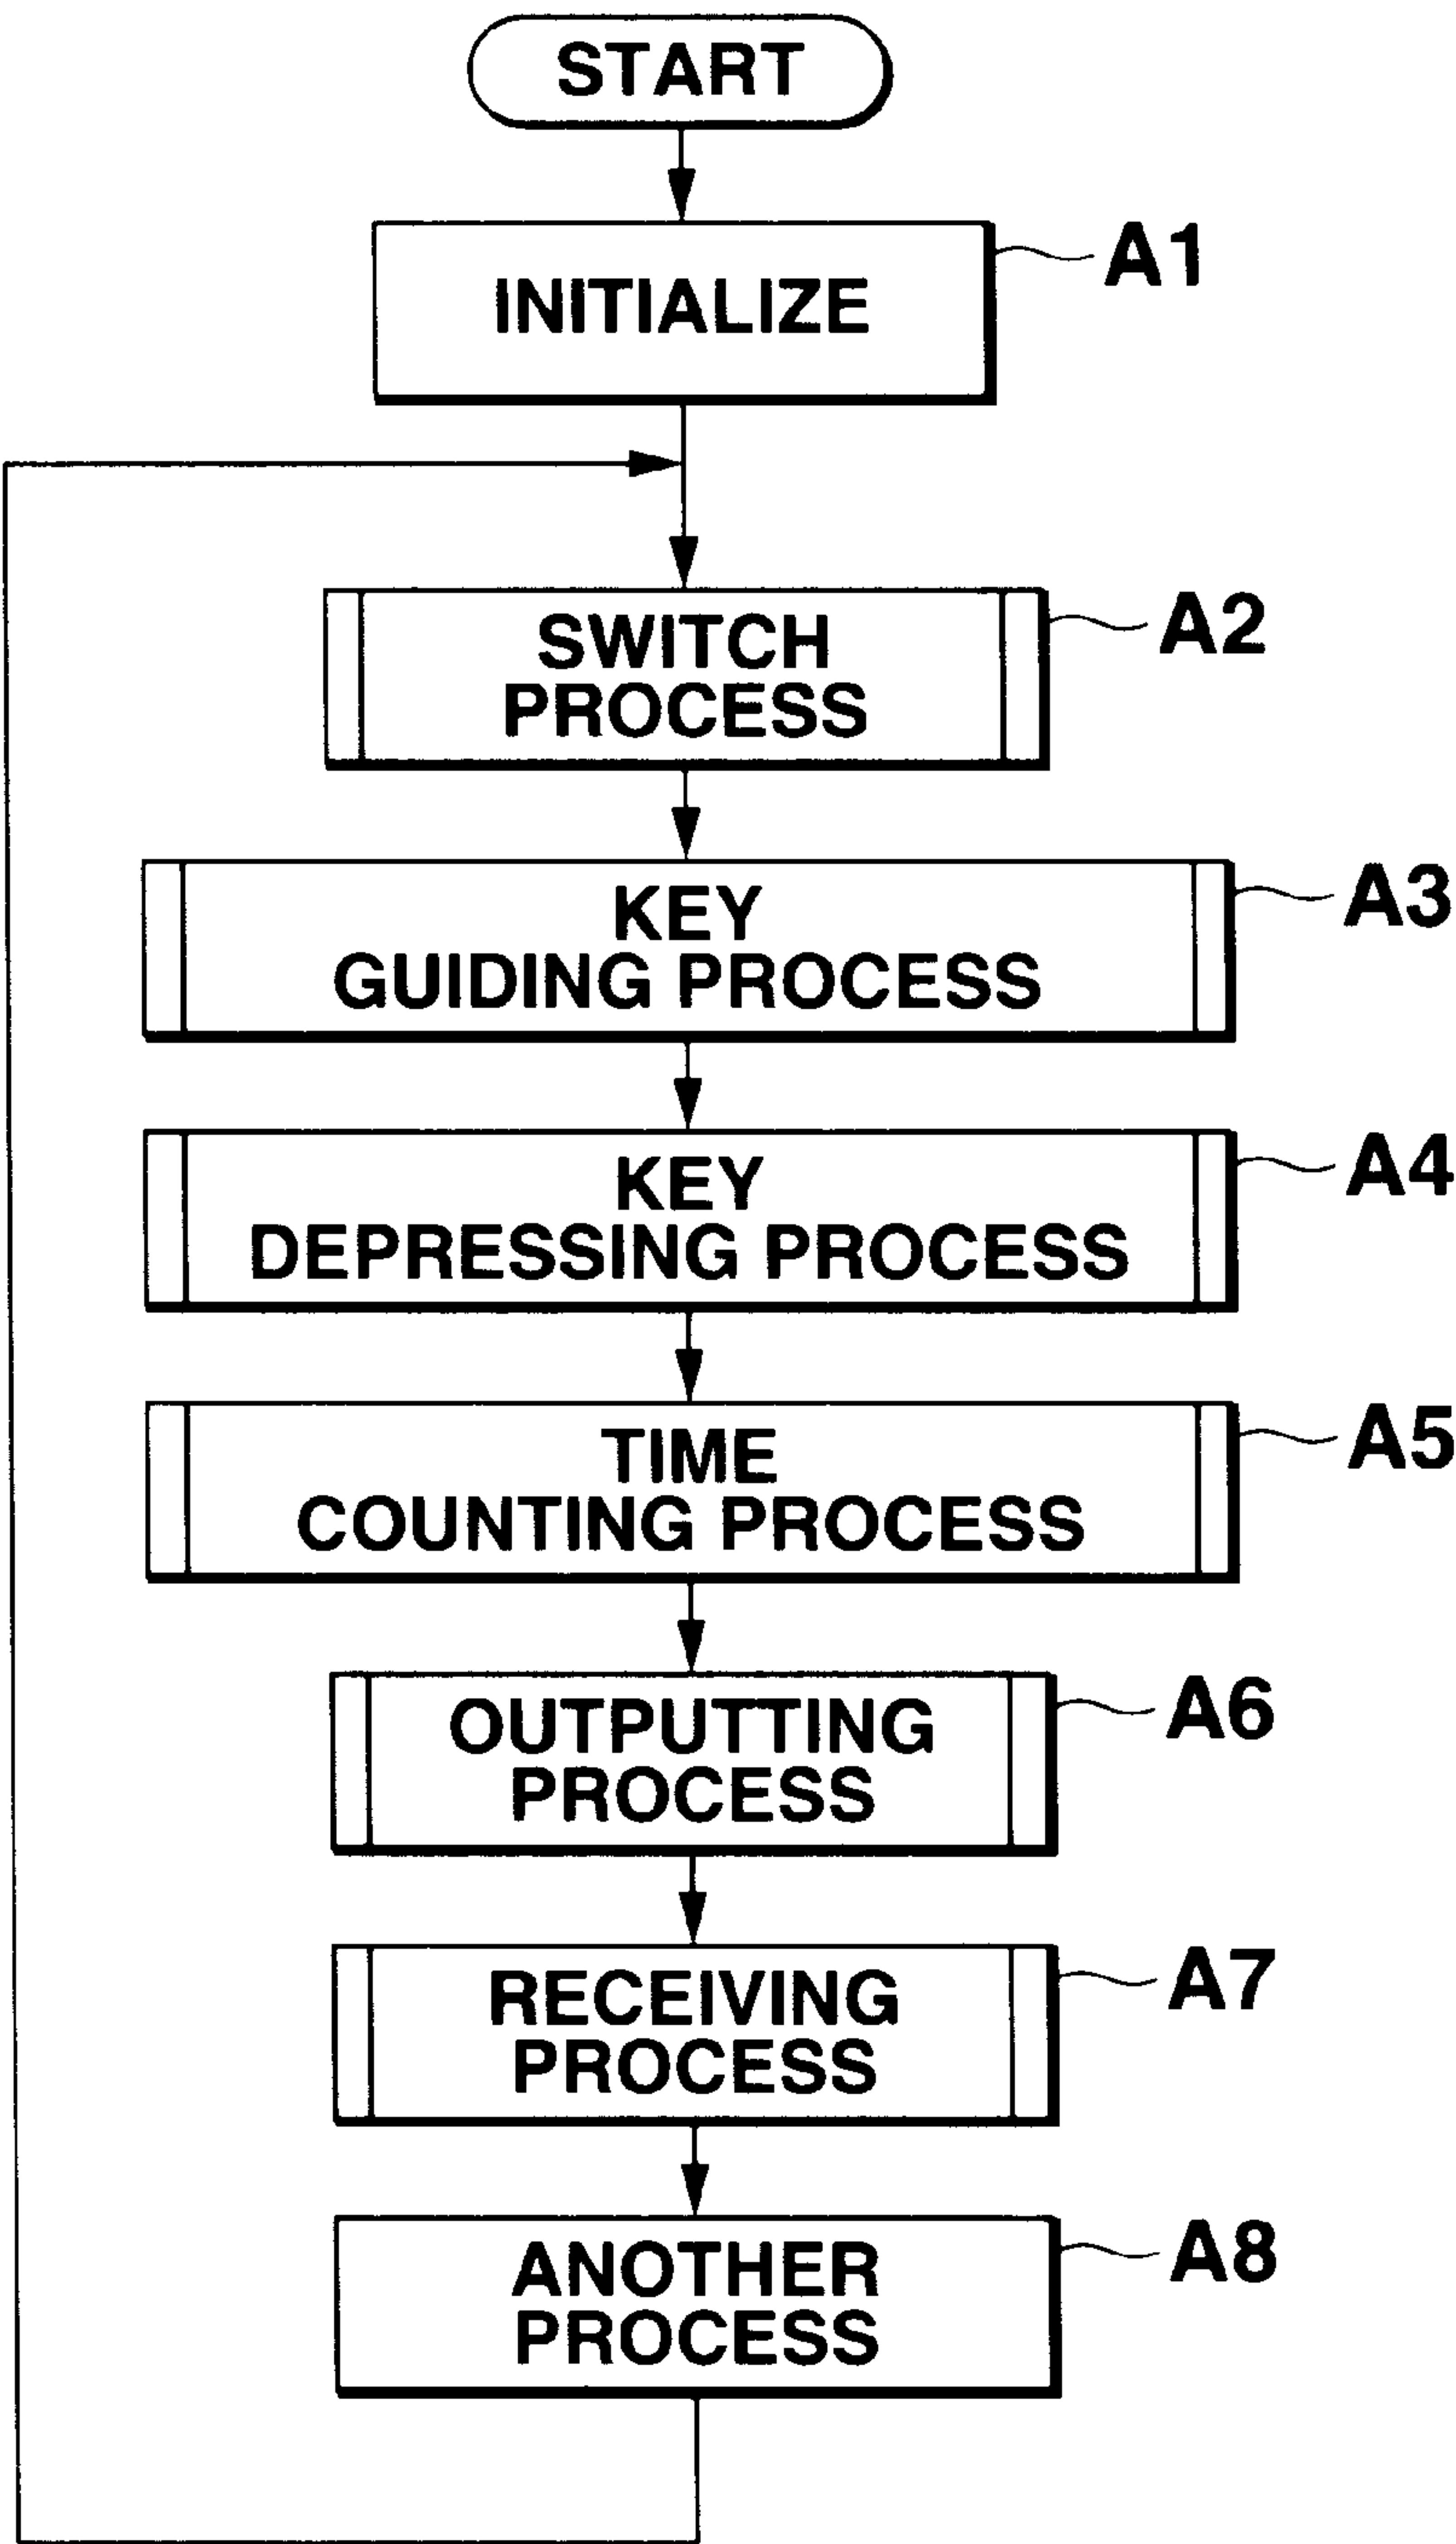 START
INITIALIZE
A1
SWITCH
PROCESS
A2
KEY
GUIDING PROCESS
A3
KEY
DEPRESSING PROCESS
A4
TIME
COUNTING PROCESS
A5
OUTPUTTING
PROCESS
A6
RECEIVING
PROCESS
A7
ANOTHER
PROCESS
A8